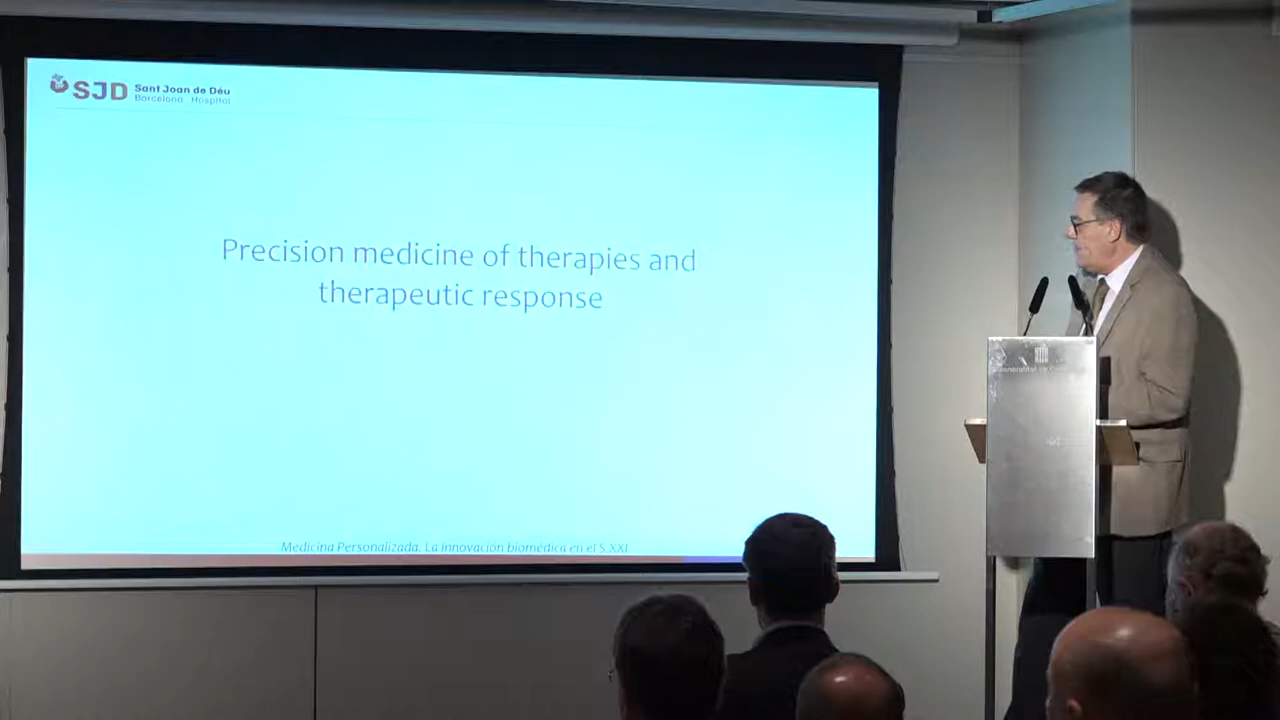 SJD
Sant Joan de Déu
Barcelona · Hospital
Precision medicine of therapies and
therapeutic response
Medicina Personalizada. La innovación biomédica en el S.XXI